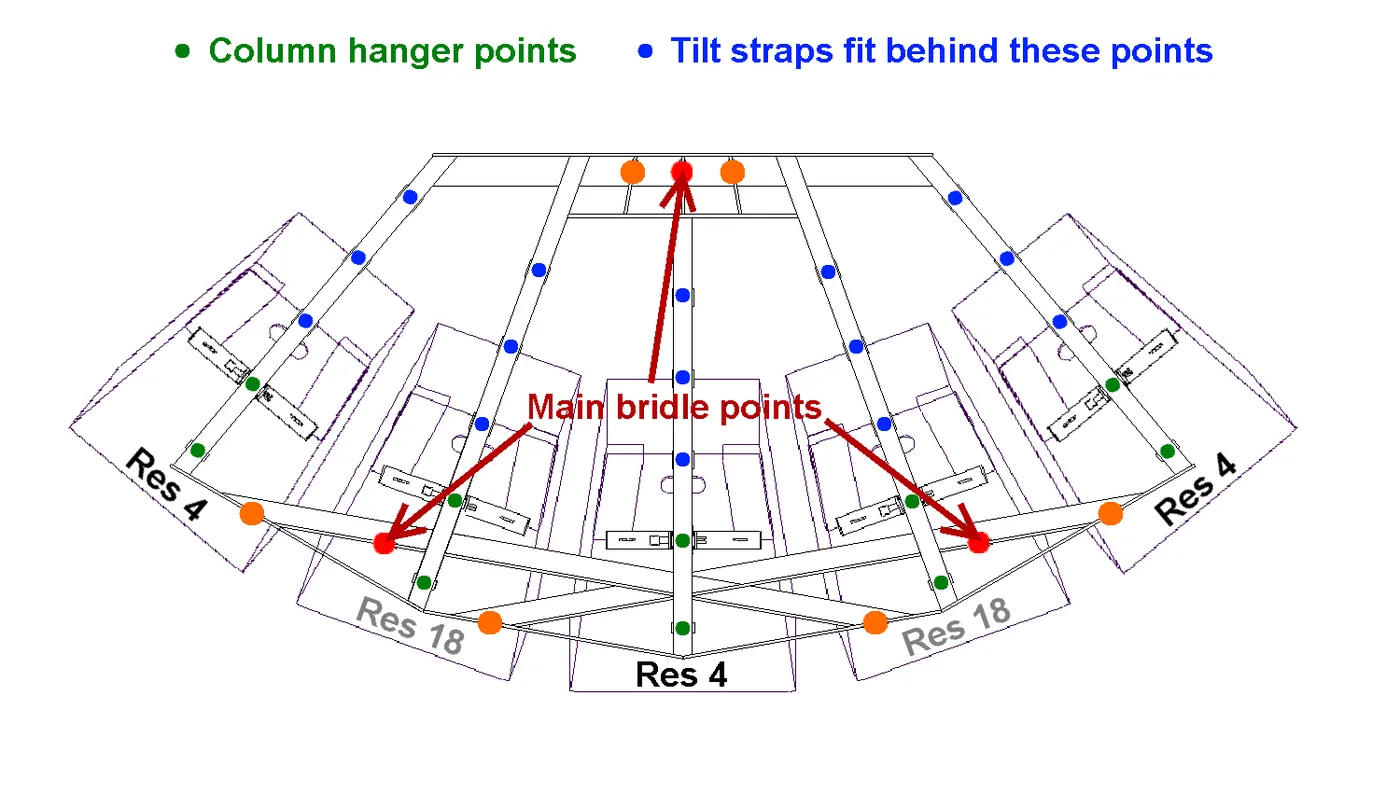 Column hanger points
Tilt straps fit behind these points
Main bridle points
Res 4
Res 18
Res 4
Res 18
Res 4